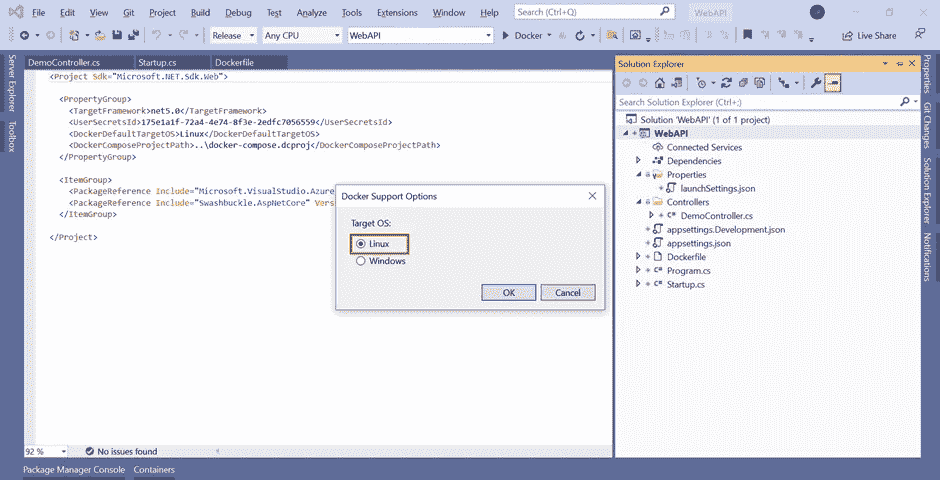 File Edit View Git Project Build Debug Test Analyze Tools Extensions Window Help Search (Ctrl+Q) WebAPI
Release Any CPU WebAPI Docker Live Share
Server Explorer
Toolbox
DemoController.cs Startup.cs Dockerfile
<Project Sdk="Microsoft.NET.Sdk.Web">
<PropertyGroup>
<TargetFramework>net5.0</TargetFramework>
<UserSecretsId>175e1a1f-72a4-4e74-8f3e-2edfc7056559</UserSecretsId>
<DockerDefaultTargetOS>Linux</DockerDefaultTargetOS>
<DockerComposeProjectPath>..\docker-compose.dcproj</DockerComposeProjectPath>
</PropertyGroup>
<ItemGroup>
<PackageReference Include="Microsoft.VisualStudio.Azure
<PackageReference Include="Swashbuckle.AspNetCore" Vers
</ItemGroup>
</Project>
Docker Support Options
Target OS:
Linux
Windows
OK Cancel
92 % No issues found
Package Manager Console Containers
Solution Explorer
Search Solution Explorer (Ctrl+;)
Solution 'WebAPI' (1 of 1 project)
WebAPI
Connected Services
Dependencies
Properties
launchSettings.json
Controllers
DemoController.cs
appsettings.Development.json
appsettings.json
Dockerfile
Program.cs
Startup.cs
Properties
Git Changes
Solution Explorer
Notifications